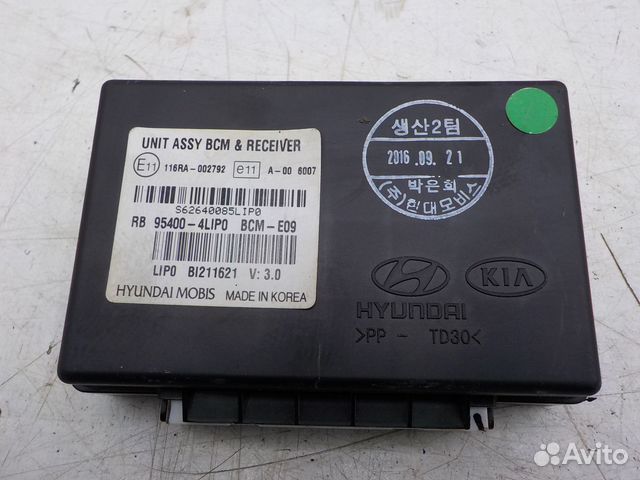 UNIT ASSY BCM & RECEIVER
E11 116RA-002792 e11 A-00 6007
S62640085LIP0
RB 95400-4LIP0 BCM-E09
LIP0 BI211621 V: 3.0
HYUNDAI MOBIS MADE IN KOREA
생산2팀
2016 .09. 21
박은희
(주)현대모비스
KIA
HYUNDAI
>PP - TD30<
Avito